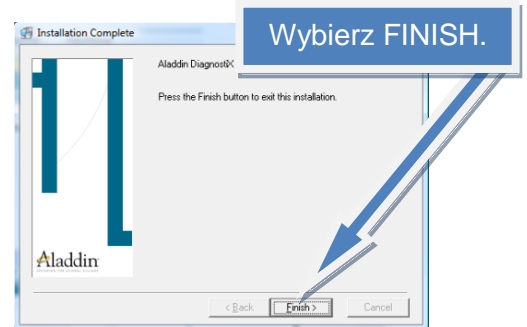 Installation Complete
Wybierz FINISH.
Aladdin DiagnostiX
Press the Finish button to exit this installation.
Aladdin
< Back
Finish >
Cancel